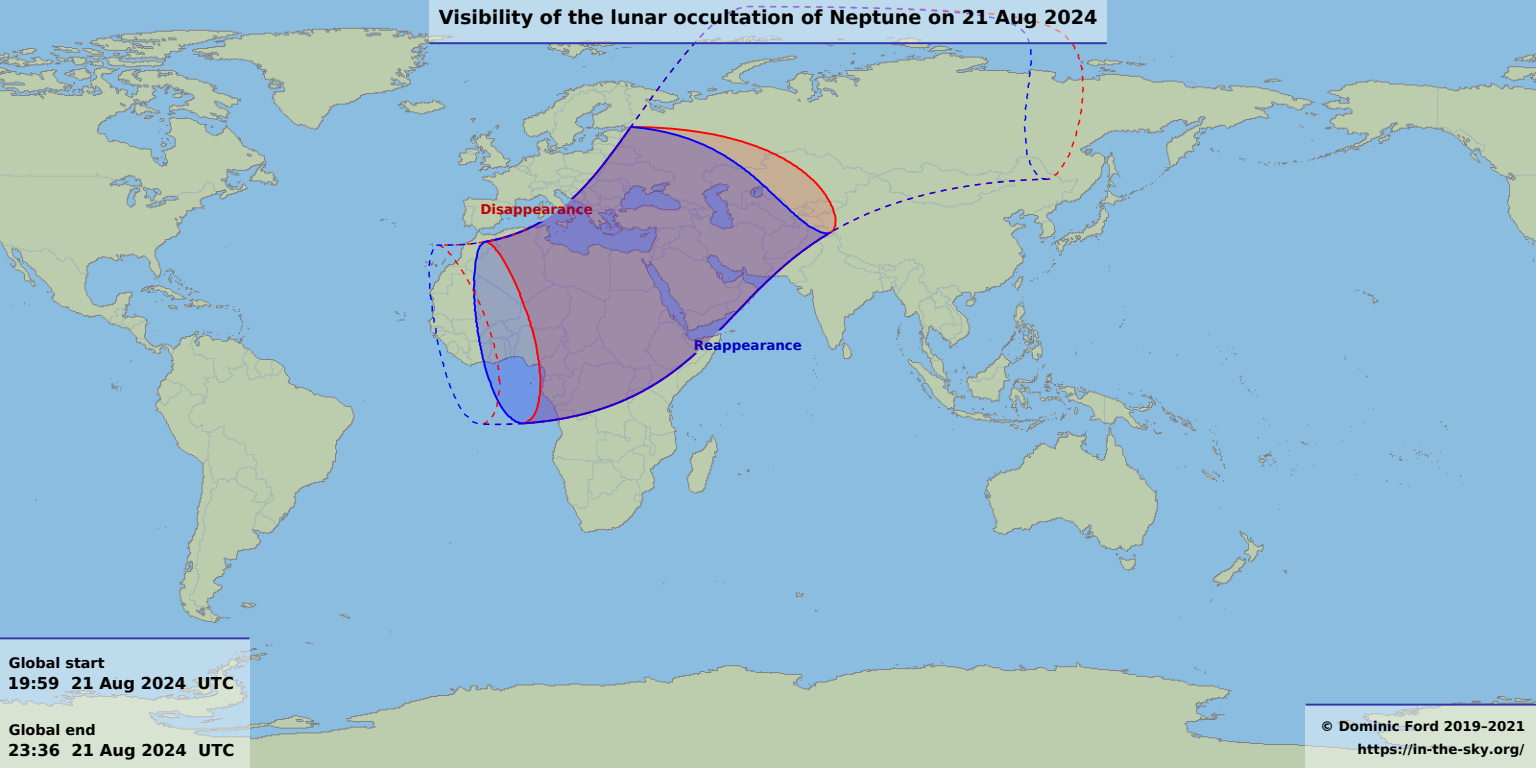 Visibility of the lunar occultation of Neptune on 21 Aug 2024
Disappearance
Reappearance
Global start
19:59 21 Aug 2024 UTC
Global end
23:36 21 Aug 2024 UTC
© Dominic Ford 2019–2021
https://in-the-sky.org/